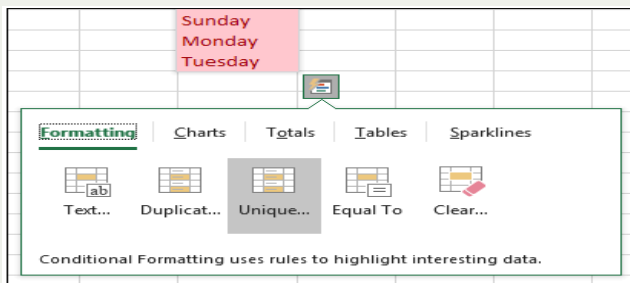 Sunday
Monday
Tuesday
Formatting Charts Totals Tables Sparklines
ab
Text... Duplicat... Unique... Equal To Clear...
Conditional Formatting uses rules to highlight interesting data.